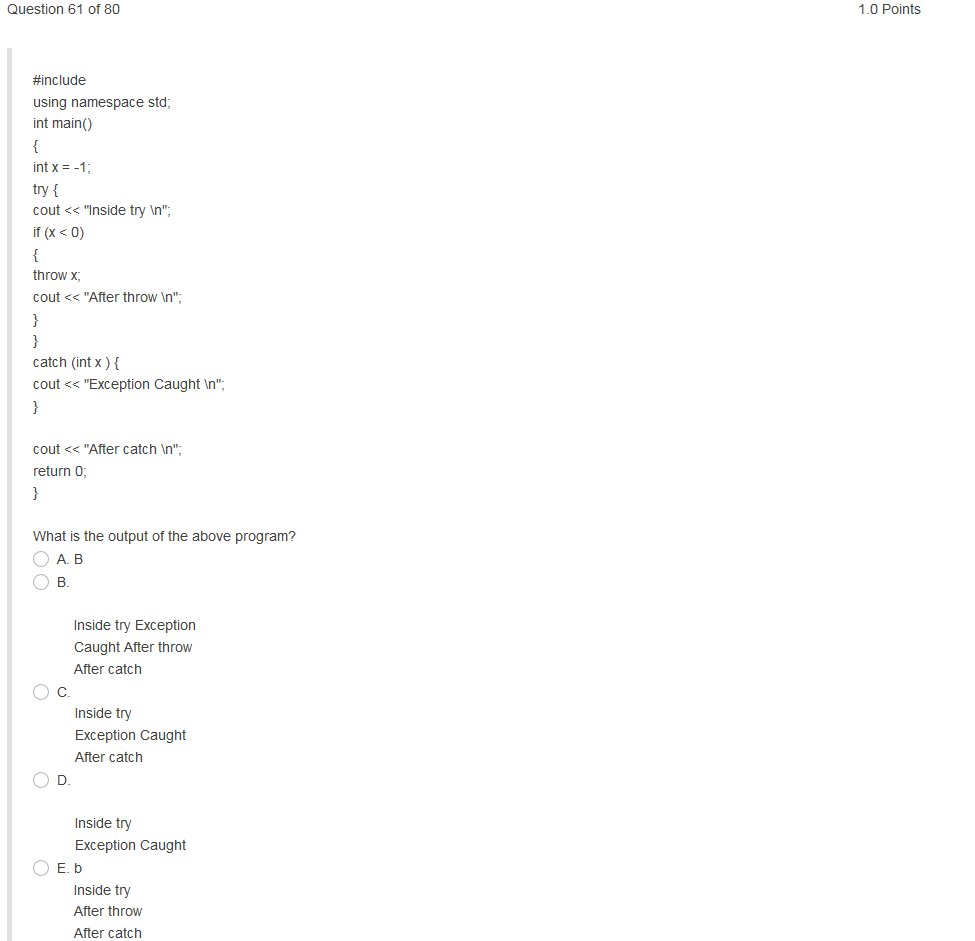 Question 61 of 80
1.0 Points
#include
using namespace std;
int main()
{
int x = -1;
try {
cout << "Inside try \n";
if (x < 0)
{
throw x;
cout << "After throw \n";
}
}
catch (int x ) {
cout << "Exception Caught \n";
}
cout << "After catch \n";
return 0;
}
What is the output of the above program?
A. B
B.
Inside try Exception
Caught After throw
After catch
C.
Inside try
Exception Caught
After catch
D.
Inside try
Exception Caught
E. b
Inside try
After throw
After catch